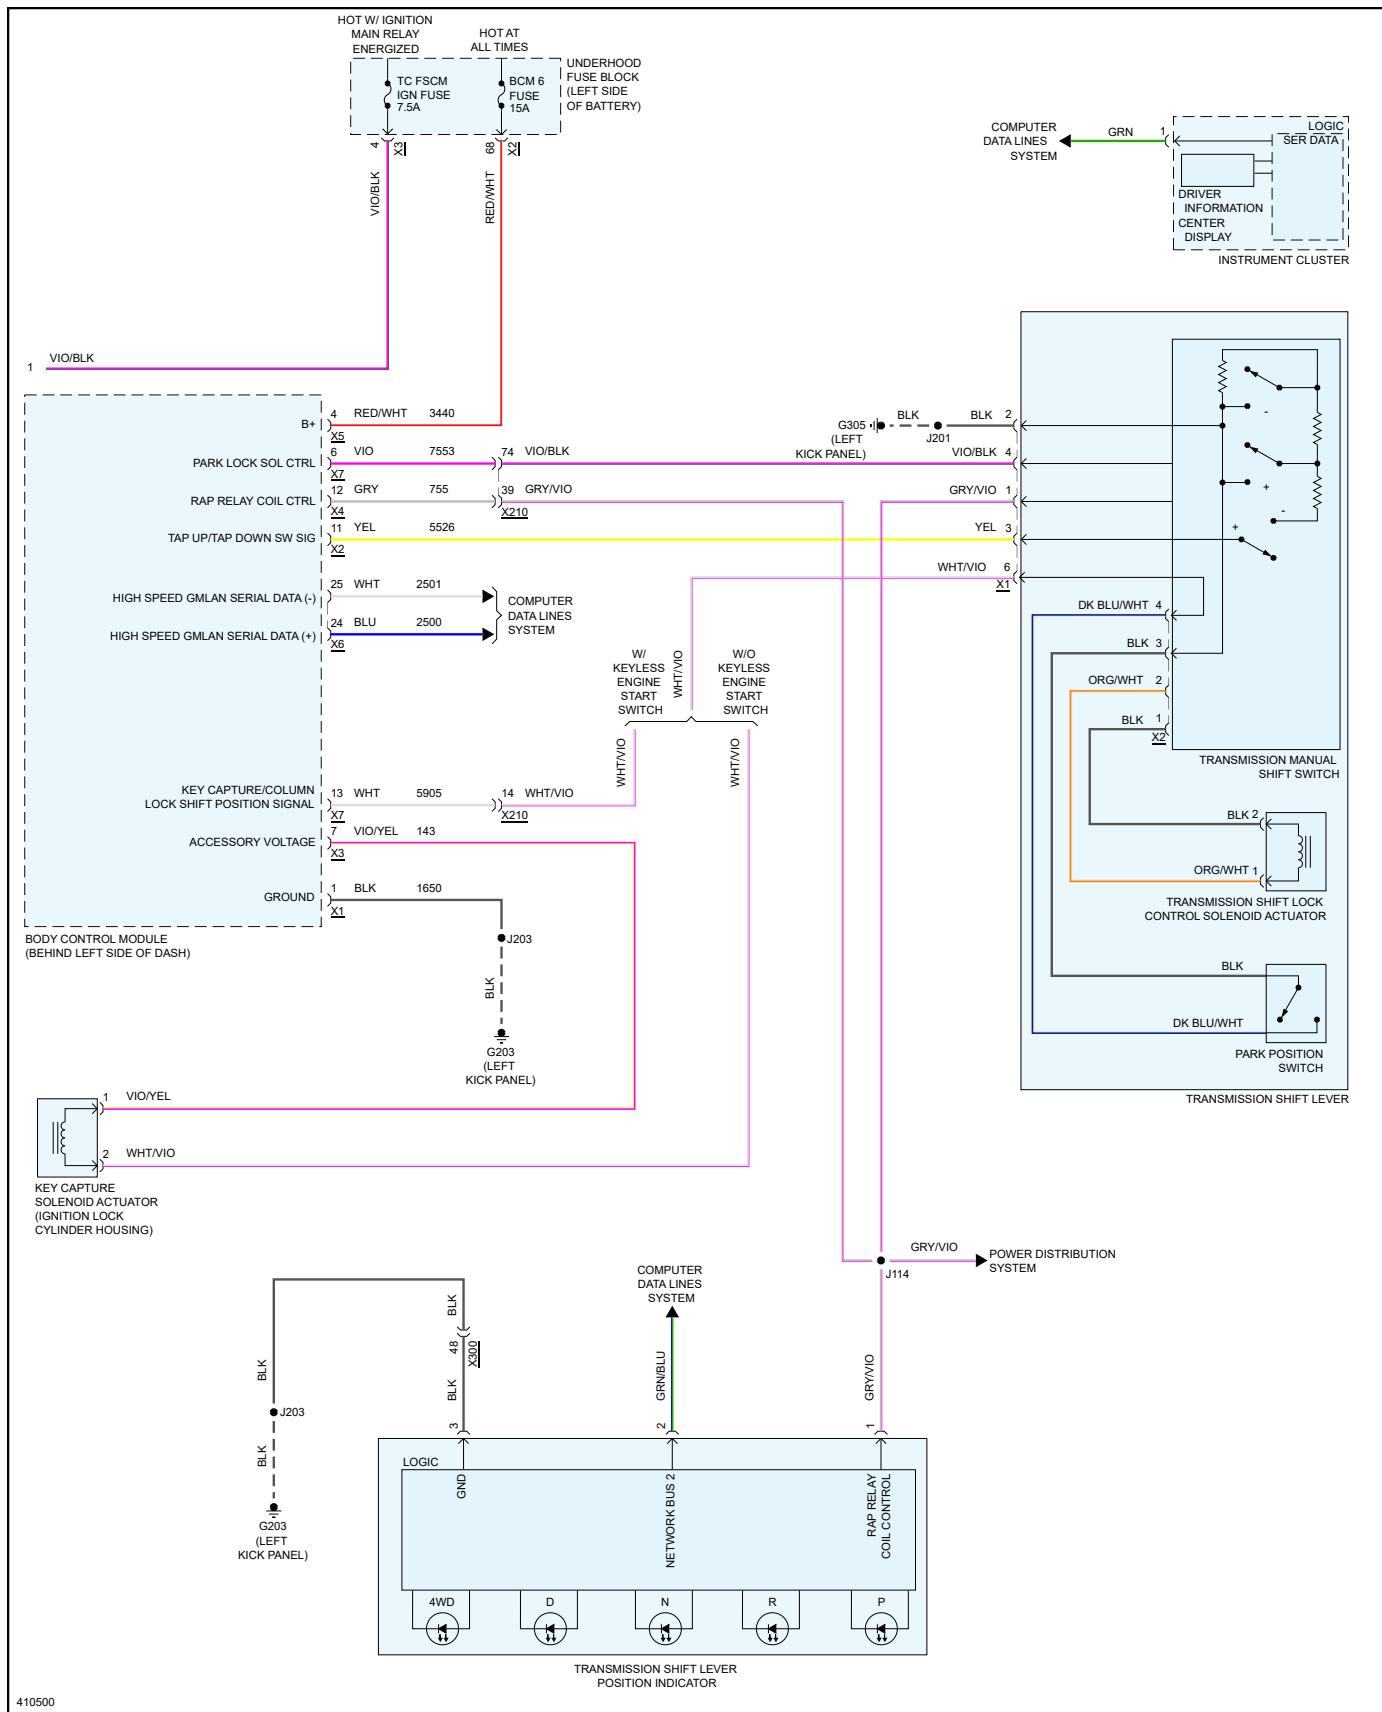 HOT W/ IGNITION
MAIN RELAY
ENERGIZED
HOT AT
ALL TIMES
UNDERHOOD
FUSE BLOCK
(LEFT SIDE
OF BATTERY)
TC FSCM
IGN FUSE
7.5A
BCM 6
FUSE
15A
4
X3
68
X2
VIO/BLK
RED/WHT
COMPUTER
DATA LINES
SYSTEM
GRN
1
LOGIC
SER DATA
DRIVER
INFORMATION
CENTER
DISPLAY
INSTRUMENT CLUSTER
1
VIO/BLK
B+
4
RED/WHT
3440
X5
PARK LOCK SOL CTRL
6
VIO
7553
X7
74
VIO/BLK
RAP RELAY COIL CTRL
12
GRY
755
X4
39
GRY/VIO
X210
TAP UP/TAP DOWN SW SIG
11
YEL
5526
X2
HIGH SPEED GMLAN SERIAL DATA (-)
25
WHT
2501
HIGH SPEED GMLAN SERIAL DATA (+)
24
BLU
2500
X6
COMPUTER
DATA LINES
SYSTEM
G305
(LEFT
KICK PANEL)
BLK
J201
BLK
2
VIO/BLK
4
GRY/VIO
1
YEL
3
WHT/VIO
6
X1
-
+
-
+
DK BLU/WHT
4
BLK
3
ORG/WHT
2
BLK
1
X2
TRANSMISSION MANUAL
SHIFT SWITCH
W/
KEYLESS
ENGINE
START
SWITCH
WHT/VIO
W/O
KEYLESS
ENGINE
START
SWITCH
WHT/VIO
WHT/VIO
KEY CAPTURE/COLUMN
LOCK SHIFT POSITION SIGNAL
13
WHT
5905
X7
14
WHT/VIO
X210
ACCESSORY VOLTAGE
7
VIO/YEL
143
X3
GROUND
1
BLK
1650
X1
BODY CONTROL MODULE
(BEHIND LEFT SIDE OF DASH)
J203
BLK
G203
(LEFT
KICK PANEL)
BLK
2
ORG/WHT
1
TRANSMISSION SHIFT LOCK
CONTROL SOLENOID ACTUATOR
BLK
DK BLU/WHT
PARK POSITION
SWITCH
TRANSMISSION SHIFT LEVER
1
VIO/YEL
2
WHT/VIO
KEY CAPTURE
SOLENOID ACTUATOR
(IGNITION LOCK
CYLINDER HOUSING)
GRY/VIO
J114
POWER DISTRIBUTION
SYSTEM
COMPUTER
DATA LINES
SYSTEM
BLK
48
X300
BLK
BLK
J203
BLK
G203
(LEFT
KICK PANEL)
GRN/BLU
GRY/VIO
3
2
1
LOGIC
GND
NETWORK BUS 2
RAP RELAY
COIL CONTROL
4WD
D
N
R
P
TRANSMISSION SHIFT LEVER
POSITION INDICATOR
410500